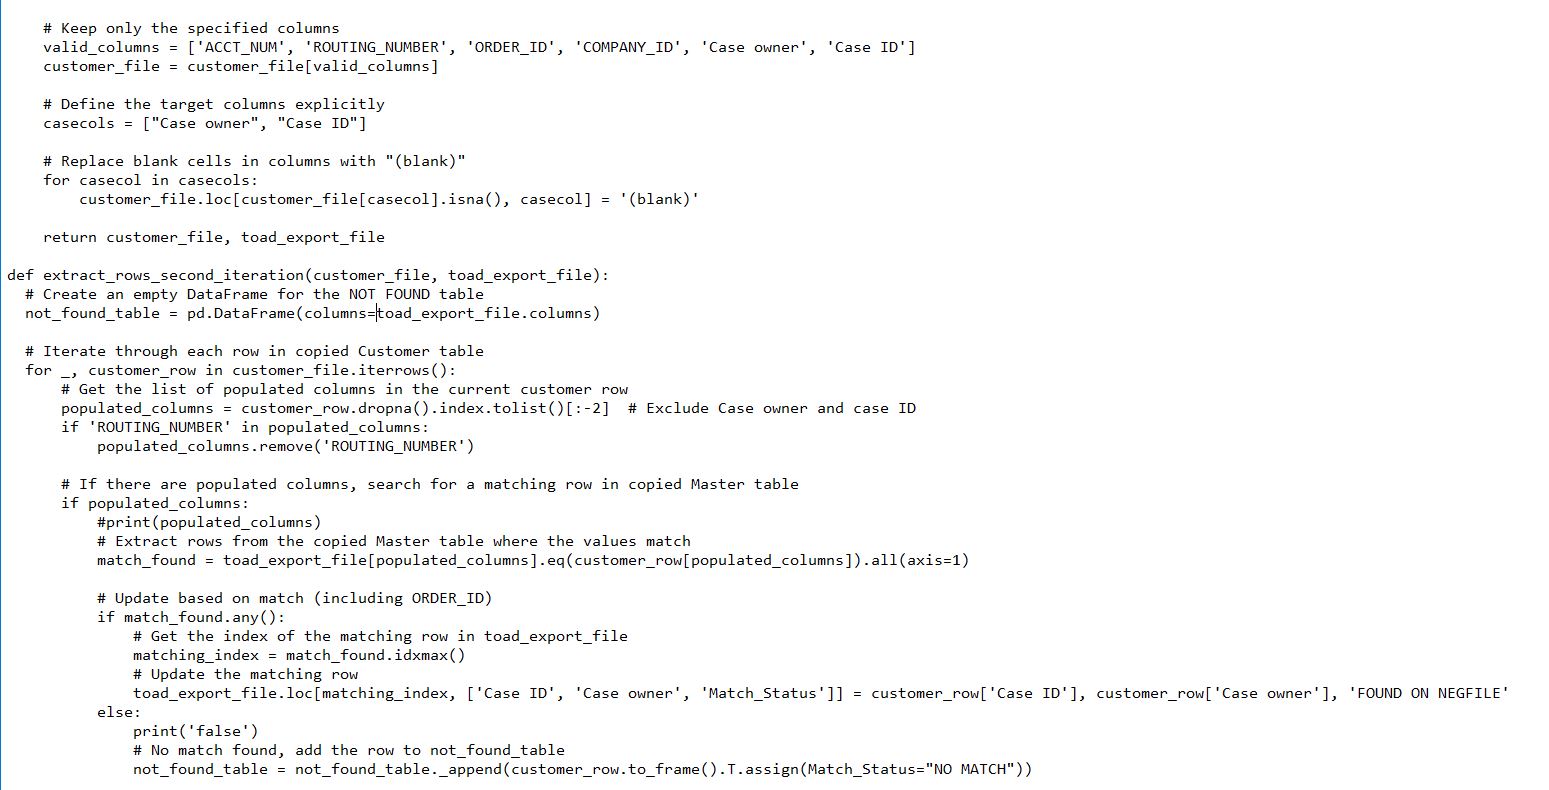 # Keep only the specified columns
valid_columns = ['ACCT_NUM', 'ROUTING_NUMBER', 'ORDER_ID', 'COMPANY_ID', 'Case owner', 'Case ID']
customer_file = customer_file[valid_columns]
# Define the target columns explicitly
casecols = ["Case owner", "Case ID"]
# Replace blank cells in columns with "(blank)"
for casecol in casecols:
customer_file.loc[customer_file[casecol].isna(), casecol] = '(blank)'
return customer_file, toad_export_file
def extract_rows_second_iteration(customer_file, toad_export_file):
# Create an empty DataFrame for the NOT FOUND table
not_found_table = pd.DataFrame(columns=toad_export_file.columns)
# Iterate through each row in copied Customer table
for _, customer_row in customer_file.iterrows():
# Get the list of populated columns in the current customer row
populated_columns = customer_row.dropna().index.tolist()[:-2]  # Exclude Case owner and case ID
if 'ROUTING_NUMBER' in populated_columns:
populated_columns.remove('ROUTING_NUMBER')
# If there are populated columns, search for a matching row in copied Master table
if populated_columns:
#print(populated_columns)
# Extract rows from the copied Master table where the values match
match_found = toad_export_file[populated_columns].eq(customer_row[populated_columns]).all(axis=1)
# Update based on match (including ORDER_ID)
if match_found.any():
# Get the index of the matching row in toad_export_file
matching_index = match_found.idxmax()
# Update the matching row
toad_export_file.loc[matching_index, ['Case ID', 'Case owner', 'Match_Status']] = customer_row['Case ID'], customer_row['Case owner'], 'FOUND ON NEGFILE'
else:
print('false')
# No match found, add the row to not_found_table
not_found_table = not_found_table._append(customer_row.to_frame().T.assign(Match_Status="NO MATCH"))